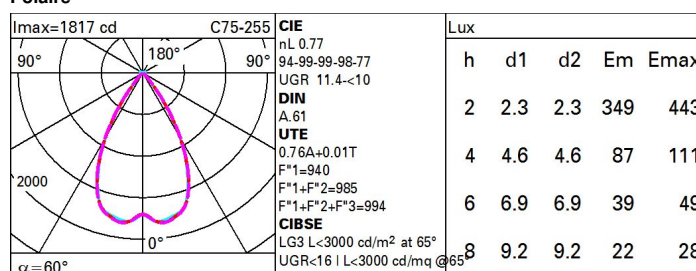 Imax=1817 cd C75-255
90° 180° 90°
2000
0°
α=60°
CIE
nL 0.77
94-99-99-98-77
UGR 11.4-<10
DIN
A.61
UTE
0.76A+0.01T
F"1=940
F"1+F"2=985
F"1+F"2+F"3=994
CIBSE
LG3 L<3000 cd/m² at 65°
UGR<16 | L<3000 cd/mq @65°
Lux
h d1 d2 Em Emax
2 2.3 2.3 349 443
4 4.6 4.6 87 111
6 6.9 6.9 39 49
8 9.2 9.2 22 28